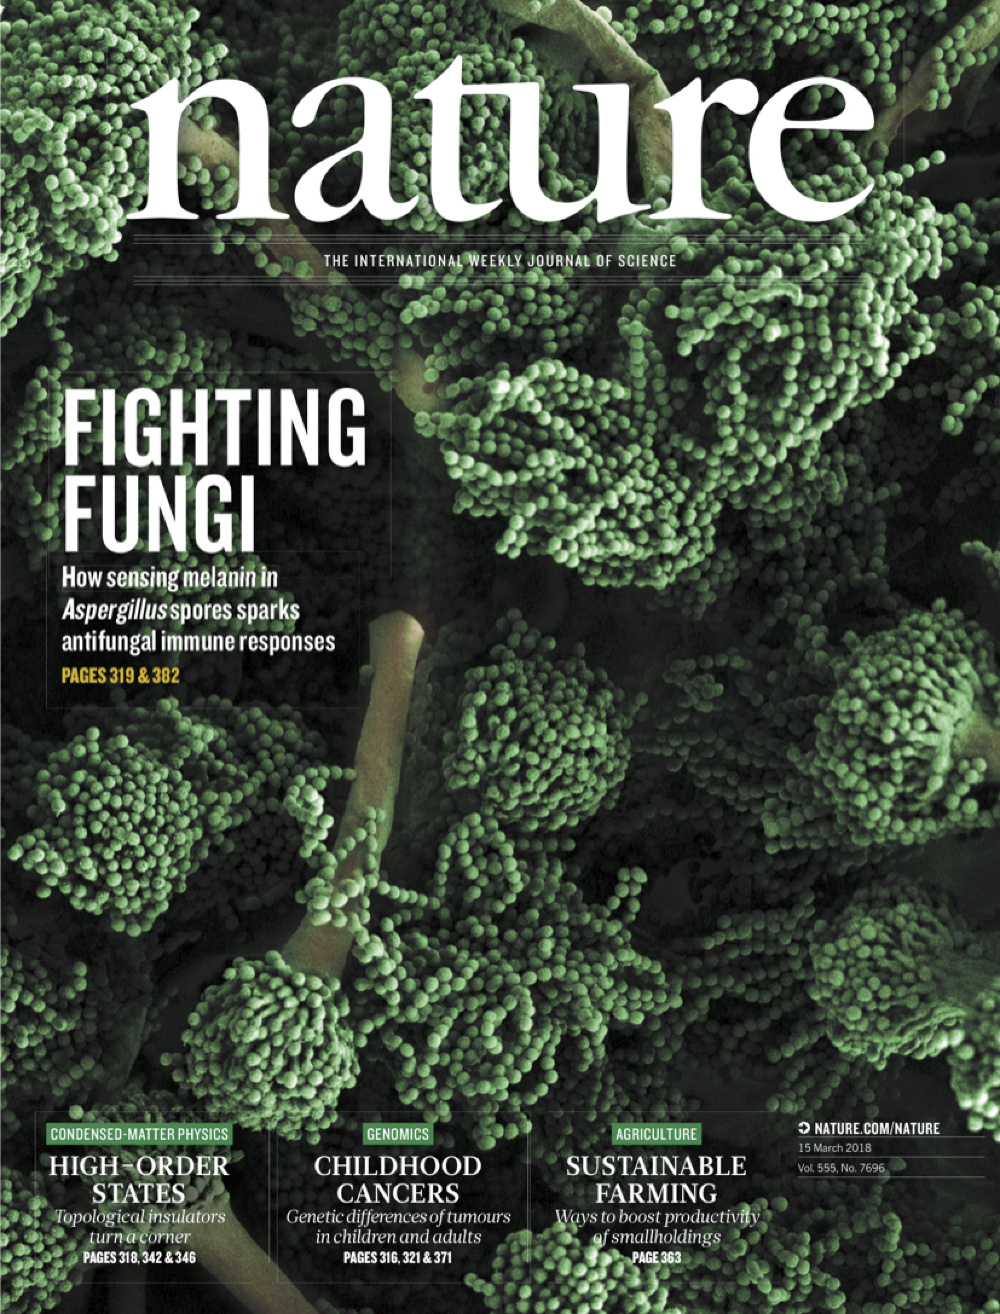 nature
THE INTERNATIONAL WEEKLY JOURNAL OF SCIENCE
FIGHTING
FUNGI
How sensing melanin in
Aspergillus spores sparks
antifungal immune responses
PAGES 319 & 382
CONDENSED-MATTER PHYSICS
HIGH-ORDER
STATES
Topological insulators
turn a corner
PAGES 318, 342 & 346
GENOMICS
CHILDHOOD
CANCERS
Genetic differences of tumours
in children and adults
PAGES 316, 321 & 371
AGRICULTURE
SUSTAINABLE
FARMING
Ways to boost productivity
of smallholdings
PAGE 363
NATURE.COM/NATURE
15 March 2018
Vol. 555, No. 7696